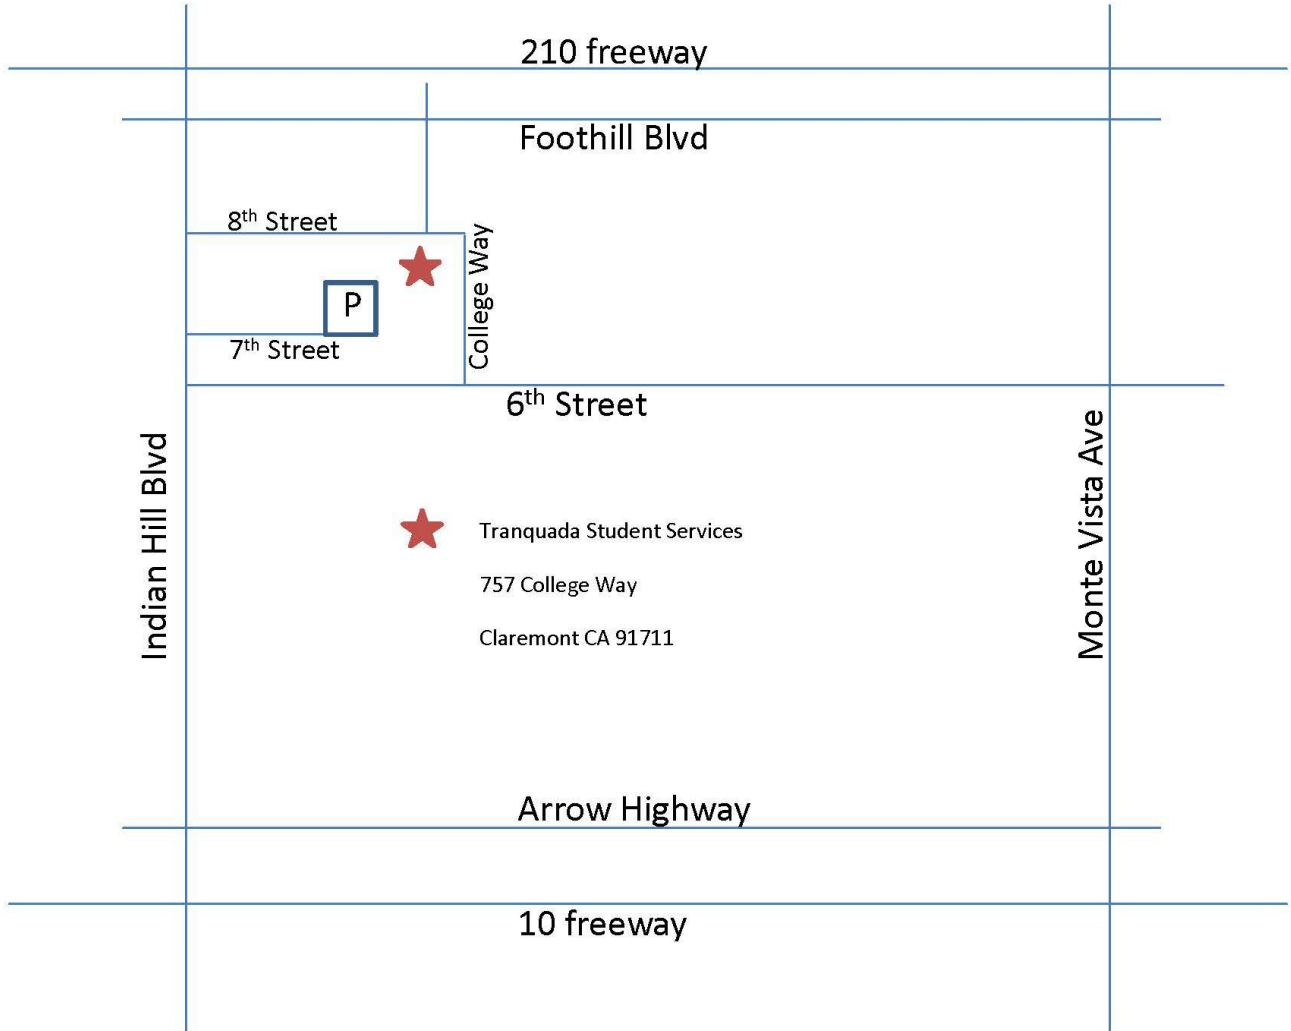 210 freeway
Foothill Blvd
8th Street
College Way
P
7th Street
6th Street
Indian Hill Blvd
Monte Vista Ave
Tranquada Student Services
757 College Way
Claremont CA 91711
Arrow Highway
10 freeway